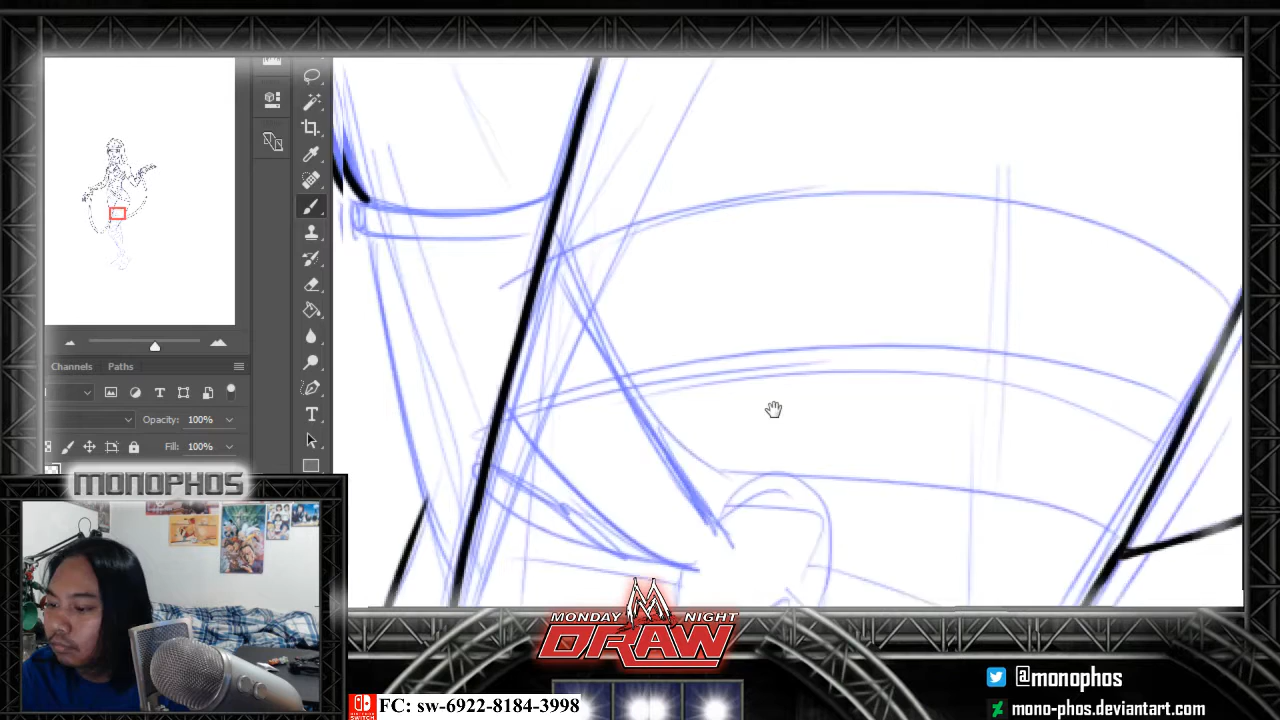 Channels
Paths
Opacity: 100%
Fill: 100%
MONOPHOS
MONDAY NIGHT
DRAW
FC: sw-6922-8184-3998
@monophos
mono-phos.deviantart.com